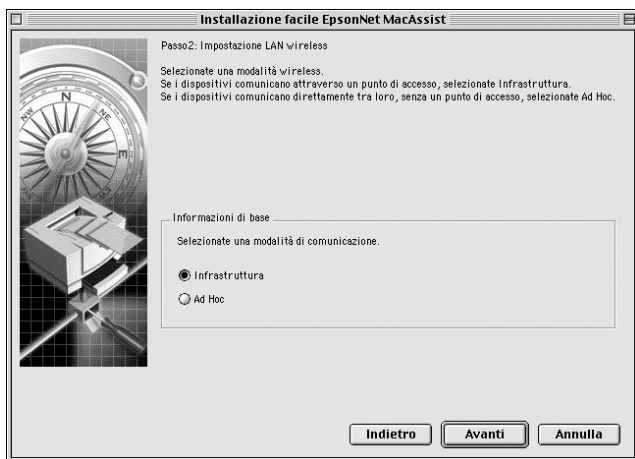 Installazione facile EpsonNet MacAssist
Passo2: Impostazione LAN wireless
Selezionate una modalità wireless.
Se i dispositivi comunicano attraverso un punto di accesso, selezionate Infrastruttura.
Se i dispositivi comunicano direttamente tra loro, senza un punto di accesso, selezionate Ad Hoc.
N
NE
E
Informazioni di base
Selezionate una modalità di comunicazione.
Infrastruttura
Ad Hoc
Indietro
Avanti
Annulla